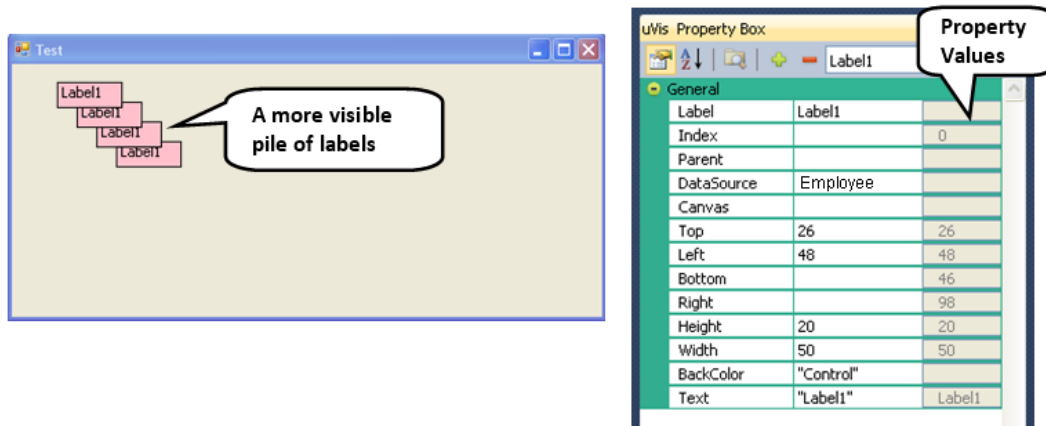 Test
Label1
Label1
Label1
Label1
A more visible
pile of labels
uVis Property Box
Property
Values
Label1
General
Label Label1
Index 0
Parent
DataSource Employee
Canvas
Top 26 26
Left 48 48
Bottom 46
Right 98
Height 20 20
Width 50 50
BackColor "Control"
Text "Label1" Label1